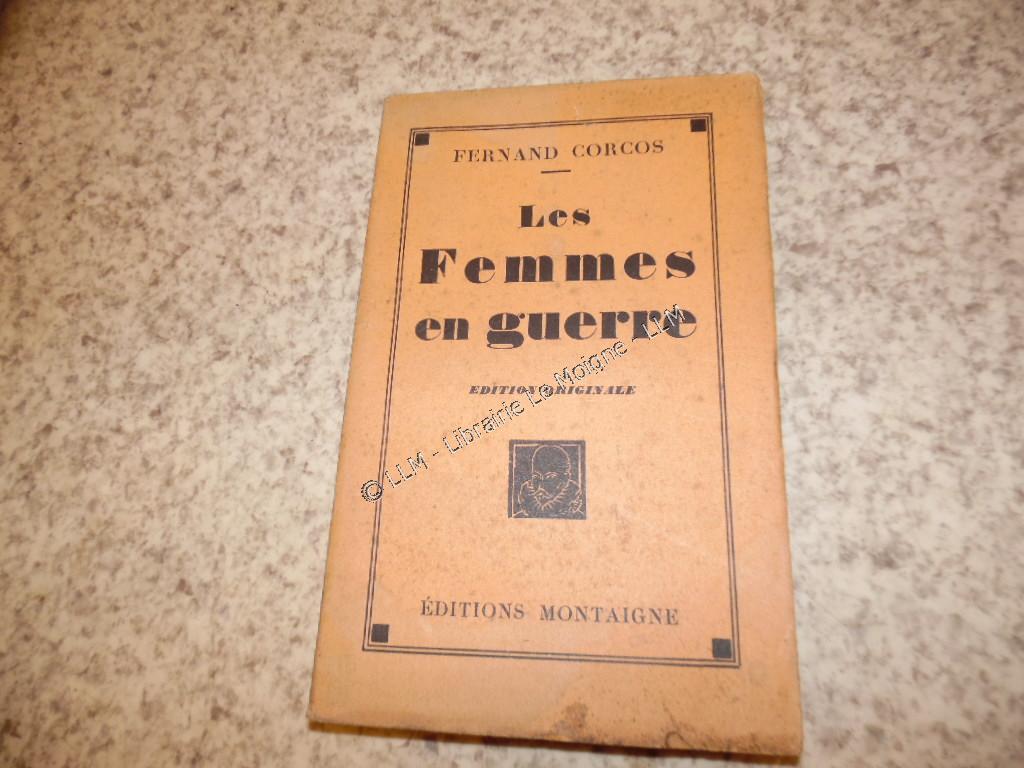 FERNAND CORCOS
Les
Femmes
en guerre
EDITION ORIGINALE
© LLM - Librairie Le Moigne - LLM
ÉDITIONS MONTAIGNE